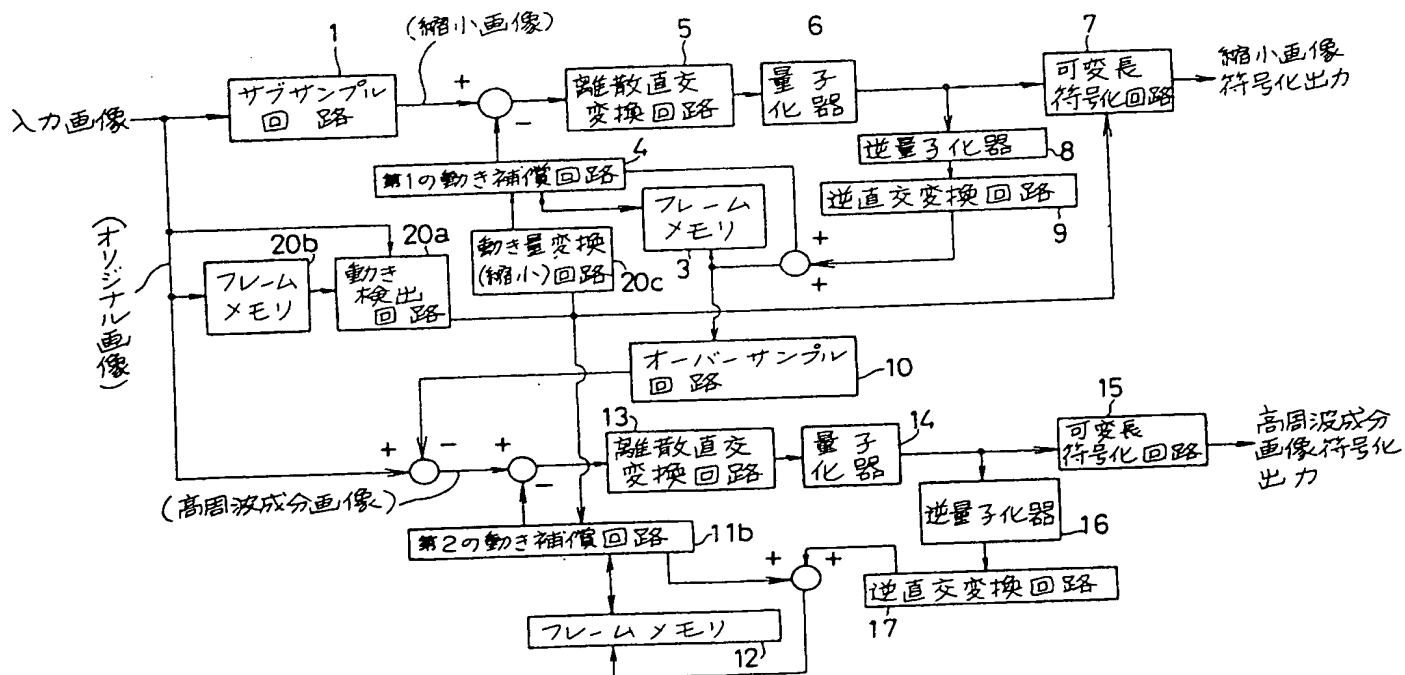 1
(縮小画像)
サブサンプル
回路
入力画像
+
−
5
離散直交
変換回路
6
量子
化器
7
可変長
符号化回路
縮小画像
符号化出力
逆量子化器
8
逆直交変換回路
9
4
第1の動き補償回路
フレーム
メモリ
3
+
+
(オリジナル画像)
20b
フレーム
メモリ
20a
動き
検出
回路
動き量変換
(縮小)回路
20c
オーバーサンプル
回路
10
+
−
+
−
(高周波成分画像)
13
離散直交
変換回路
14
量子
化器
15
可変長
符号化回路
高周波成分
画像符号化
出力
逆量子化器
16
逆直交変換回路
17
第2の動き補償回路
11b
+
+
フレームメモリ
12